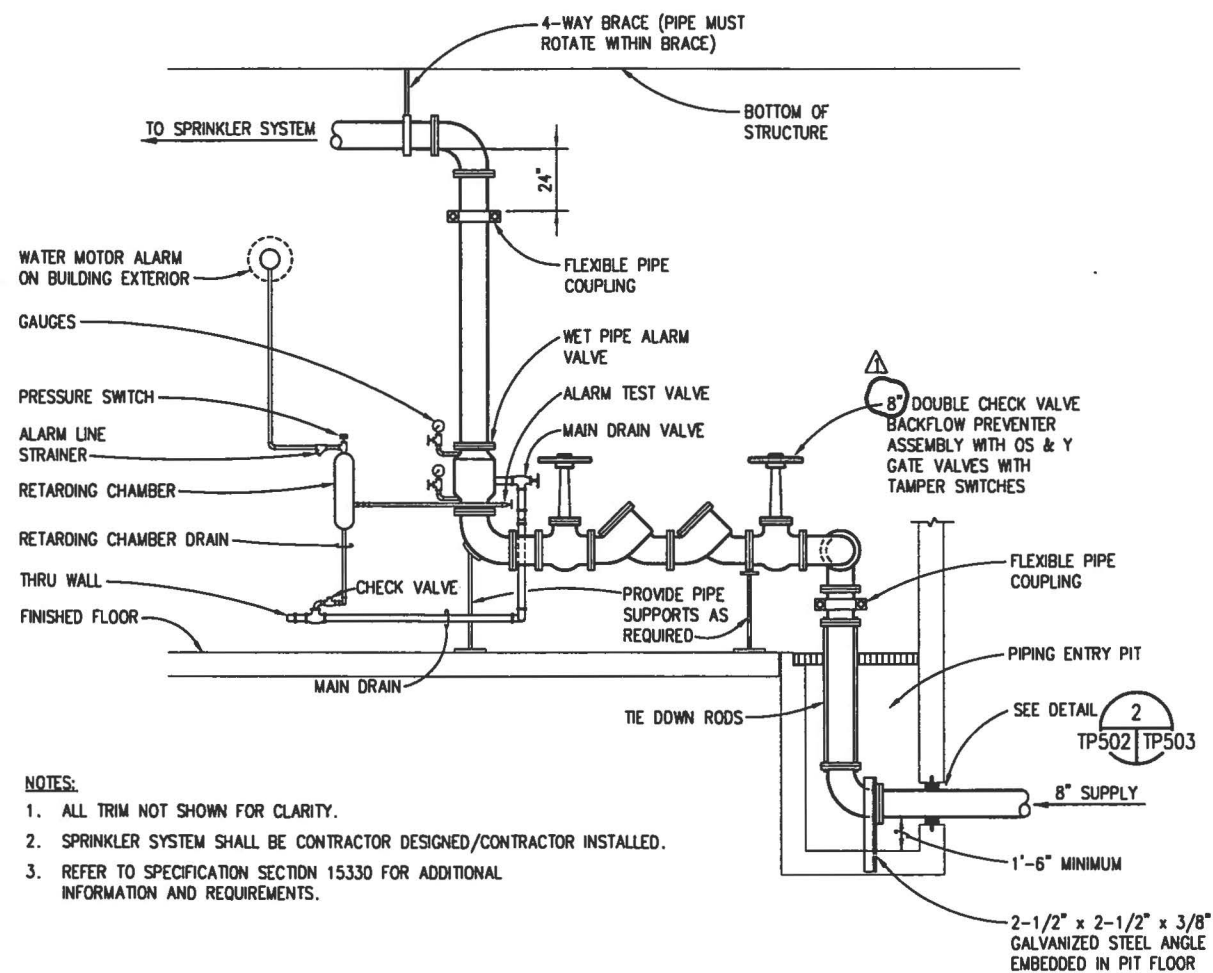 4-WAY BRACE (PIPE MUST
ROTATE WITHIN BRACE)
BOTTOM OF
STRUCTURE
TO SPRINKLER SYSTEM
24"
FLEXIBLE PIPE
COUPLING
WATER MOTOR ALARM
ON BUILDING EXTERIOR
GAUGES
WET PIPE ALARM
VALVE
PRESSURE SWITCH
ALARM TEST VALVE
ALARM LINE
STRAINER
MAIN DRAIN VALVE
1
8" DOUBLE CHECK VALVE
BACKFLOW PREVENTER
ASSEMBLY WITH OS & Y
GATE VALVES WITH
TAMPER SWITCHES
RETARDING CHAMBER
RETARDING CHAMBER DRAIN
THRU WALL
CHECK VALVE
FINISHED FLOOR
PROVIDE PIPE
SUPPORTS AS
REQUIRED
FLEXIBLE PIPE
COUPLING
MAIN DRAIN
PIPING ENTRY PIT
TIE DOWN RODS
SEE DETAIL
2
TP502 TP503
8" SUPPLY
1'-6" MINIMUM
2-1/2" x 2-1/2" x 3/8"
GALVANIZED STEEL ANGLE
EMBEDDED IN PIT FLOOR
NOTES:
1. ALL TRIM NOT SHOWN FOR CLARITY.
2. SPRINKLER SYSTEM SHALL BE CONTRACTOR DESIGNED/CONTRACTOR INSTALLED.
3. REFER TO SPECIFICATION SECTION 15330 FOR ADDITIONAL
INFORMATION AND REQUIREMENTS.